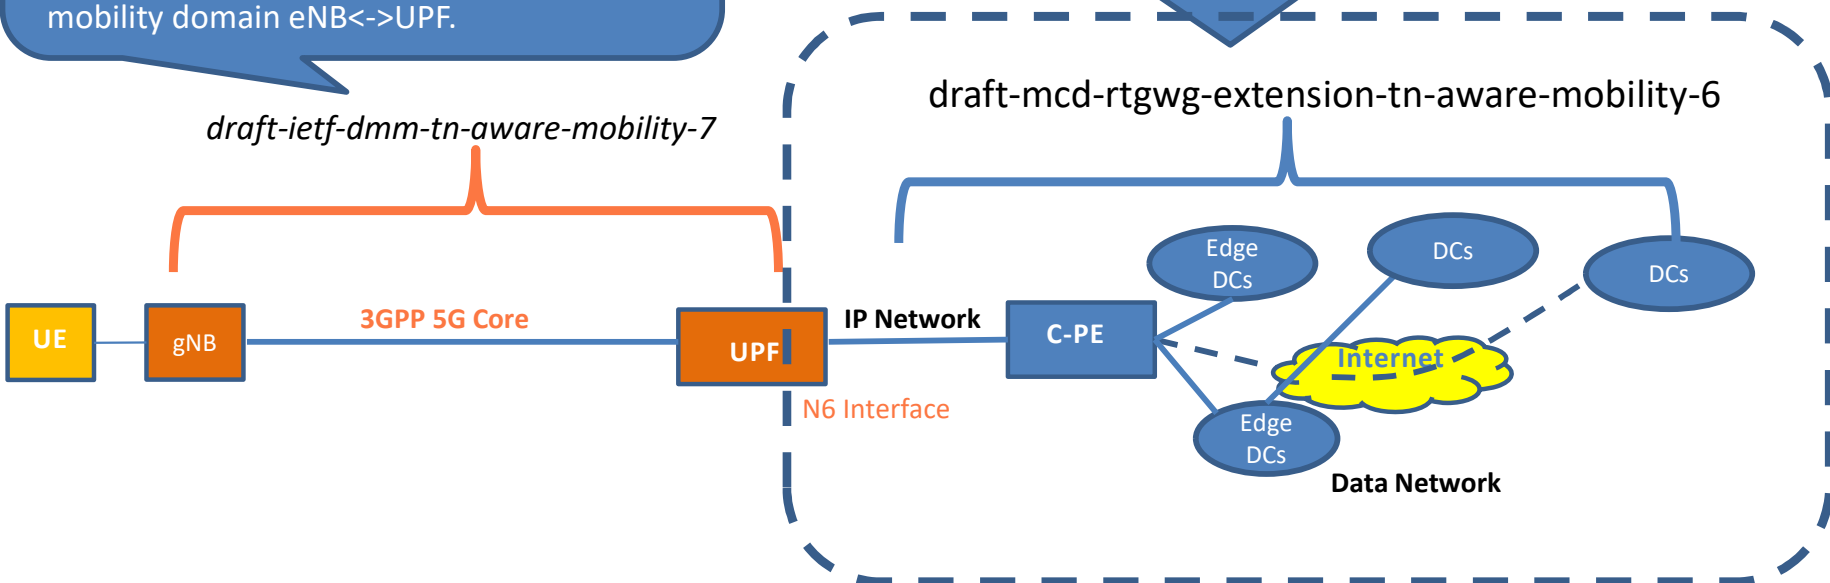 mobility domain eNB<->UPF.
draft-mcd-rtgwg-extension-tn-aware-mobility-6
draft-ietf-dmm-tn-aware-mobility-7
Edge
DCs
DCs
DCs
UE
gNB
3GPP 5G Core
UPF
IP Network
C-PE
Internet
N6 Interface
Edge
DCs
Data Network